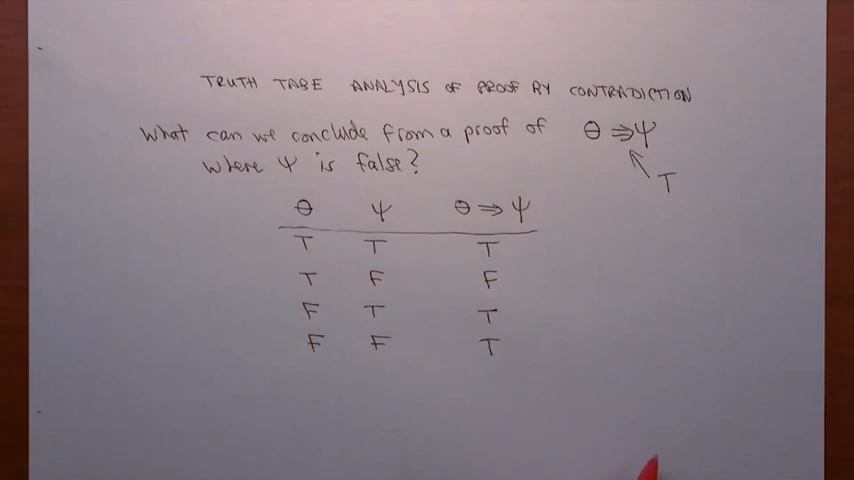 TRUTH TABE ANALYSIS OF PROOF BY CONTRADICTION
What can we conclude from a proof of θ ⇒ Ψ
where Ψ is false?
T
θ Ψ θ ⇒ Ψ
T T T
T F F
F T T
F F T